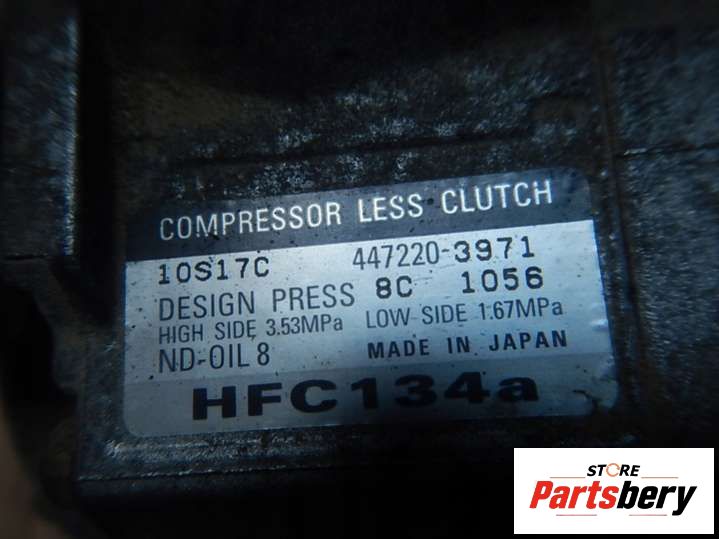 COMPRESSOR LESS CLUTCH
10S17C 447220-3971
DESIGN PRESS 8C 1056
HIGH SIDE 3.53MPa LOW SIDE 1.67MPa
ND-OIL 8 MADE IN JAPAN
HFC134a
STORE
Partsbery